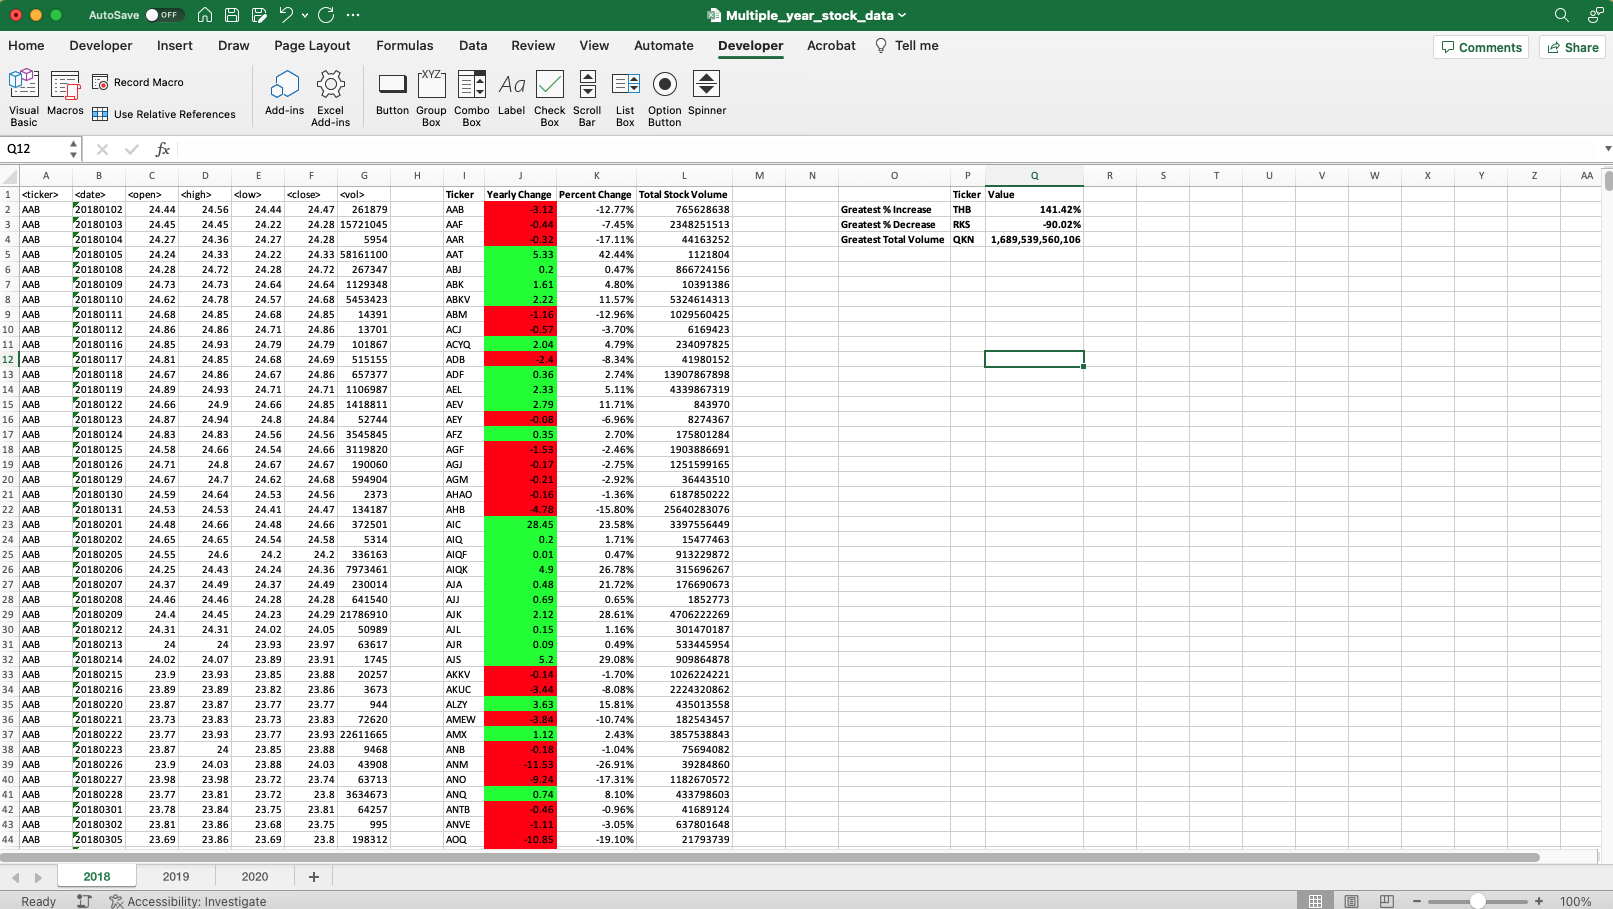 AutoSave OFF Multiple_year_stock_data
Home Developer Insert Draw Page Layout Formulas Data Review View Automate Developer Acrobat Tell me Comments Share
Visual Basic Macros Record Macro Use Relative References Add-ins Excel Add-ins Button Group Box Combo Box Label Check Box Scroll Bar List Box Option Button Spinner
XYZ Aa
Q12 fx
A B C D E F G H I J K L M N O P Q R S T U V W X Y Z AA
1 <ticker> <date> <open> <high> <low> <close> <vol> Ticker Yearly Change Percent Change Total Stock Volume Ticker Value
2 AAB 20180102 24.44 24.56 24.44 24.47 261879 AAB -3.12 -12.77% 765628638 Greatest % Increase THB 141.42%
3 AAB 20180103 24.45 24.45 24.22 24.28 15721045 AAF -0.44 -7.45% 2348251513 Greatest % Decrease RKS -90.02%
4 AAB 20180104 24.27 24.36 24.27 24.28 5954 AAR -0.32 -17.11% 44163252 Greatest Total Volume QKN 1,689,539,560,106
5 AAB 20180105 24.24 24.33 24.22 24.33 58161100 AAT 5.33 42.44% 1121804
6 AAB 20180108 24.28 24.72 24.28 24.72 267347 ABJ 0.2 0.47% 866724156
7 AAB 20180109 24.73 24.73 24.64 24.64 1129348 ABK 1.61 4.80% 10391386
8 AAB 20180110 24.62 24.78 24.57 24.68 5453423 ABKV 2.22 11.57% 5324614313
9 AAB 20180111 24.68 24.85 24.68 24.85 14391 ABM -1.16 -12.96% 1029560425
10 AAB 20180112 24.86 24.86 24.71 24.86 13701 ACJ -0.57 -3.70% 6169423
11 AAB 20180116 24.85 24.93 24.79 24.79 101867 ACYQ 2.04 4.79% 234097825
12 AAB 20180117 24.81 24.85 24.68 24.69 515155 ADB -2.4 -8.34% 41980152
13 AAB 20180118 24.67 24.86 24.67 24.86 657377 ADF 0.36 2.74% 13907867898
14 AAB 20180119 24.89 24.93 24.71 24.71 1106987 AEL 2.33 5.11% 4339867319
15 AAB 20180122 24.66 24.9 24.66 24.85 1418811 AEV 2.79 11.71% 843970
16 AAB 20180123 24.87 24.94 24.8 24.84 52744 AEY -0.08 -6.96% 8274367
17 AAB 20180124 24.83 24.83 24.56 24.56 3545845 AFZ 0.35 2.70% 175801284
18 AAB 20180125 24.58 24.66 24.54 24.66 3119820 AGF -1.53 -2.46% 1903886691
19 AAB 20180126 24.71 24.8 24.67 24.67 190060 AGJ -0.17 -2.75% 1251599165
20 AAB 20180129 24.67 24.7 24.62 24.68 594904 AGM -0.21 -2.92% 36443510
21 AAB 20180130 24.59 24.64 24.53 24.56 2373 AHAO -0.16 -1.36% 6187850222
22 AAB 20180131 24.53 24.53 24.41 24.47 134187 AHB -4.78 -15.80% 25640283076
23 AAB 20180201 24.48 24.66 24.48 24.66 372501 AIC 28.45 23.58% 3397556449
24 AAB 20180202 24.65 24.65 24.54 24.58 5314 AIQ 0.2 1.71% 15477463
25 AAB 20180205 24.55 24.6 24.2 24.2 336163 AIQF 0.01 0.47% 913229872
26 AAB 20180206 24.25 24.43 24.24 24.36 7973461 AIQK 4.9 26.78% 315696267
27 AAB 20180207 24.37 24.49 24.37 24.49 230014 AJA 0.48 21.72% 176690673
28 AAB 20180208 24.46 24.46 24.28 24.28 641540 AJJ 0.69 0.65% 1852773
29 AAB 20180209 24.4 24.45 24.23 24.29 21786910 AJK 2.12 28.61% 4706222269
30 AAB 20180212 24.31 24.31 24.02 24.05 50989 AJL 0.15 1.16% 301470187
31 AAB 20180213 24 24 23.93 23.97 63617 AJR 0.09 0.49% 533445954
32 AAB 20180214 24.02 24.07 23.89 23.91 1745 AJS 5.2 29.08% 909864878
33 AAB 20180215 23.9 23.93 23.85 23.88 20257 AKKV -0.14 -1.70% 1026224221
34 AAB 20180216 23.89 23.89 23.82 23.86 3673 AKUC -3.44 -8.08% 2224320862
35 AAB 20180220 23.87 23.87 23.77 23.77 944 ALZY 3.63 15.81% 435013558
36 AAB 20180221 23.73 23.83 23.73 23.83 72620 AMEW -3.84 -10.74% 182543457
37 AAB 20180222 23.77 23.93 23.77 23.93 22611665 AMX 1.12 2.43% 3857538843
38 AAB 20180223 23.87 24 23.85 23.88 9468 ANB -0.18 -1.04% 75694082
39 AAB 20180226 23.9 24.03 23.88 24.03 43908 ANM -11.53 -26.91% 39284860
40 AAB 20180227 23.98 23.98 23.72 23.74 63713 ANO -9.24 -17.31% 1182670572
41 AAB 20180228 23.77 23.81 23.72 23.8 3634673 ANQ 0.74 8.10% 433798603
42 AAB 20180301 23.78 23.84 23.75 23.81 64257 ANTB -0.46 -0.96% 41689124
43 AAB 20180302 23.81 23.86 23.68 23.75 995 ANVE -1.11 -3.05% 637801648
44 AAB 20180305 23.69 23.86 23.69 23.8 198312 AOQ -10.85 -19.10% 21793739
2018 2019 2020 +
Ready Accessibility: Investigate 100%